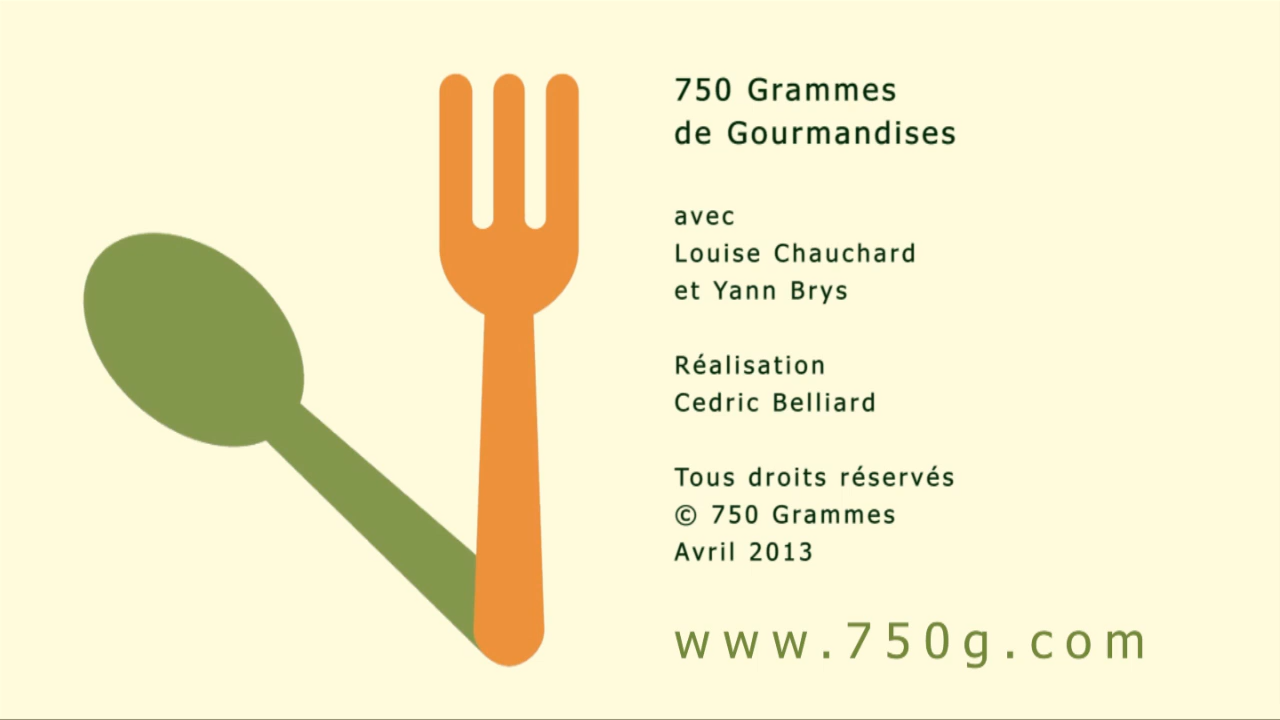 750 Grammes
de Gourmandises
avec
Louise Chauchard
et Yann Brys
Réalisation
Cedric Belliard
Tous droits réservés
© 750 Grammes
Avril 2013
www.750g.com